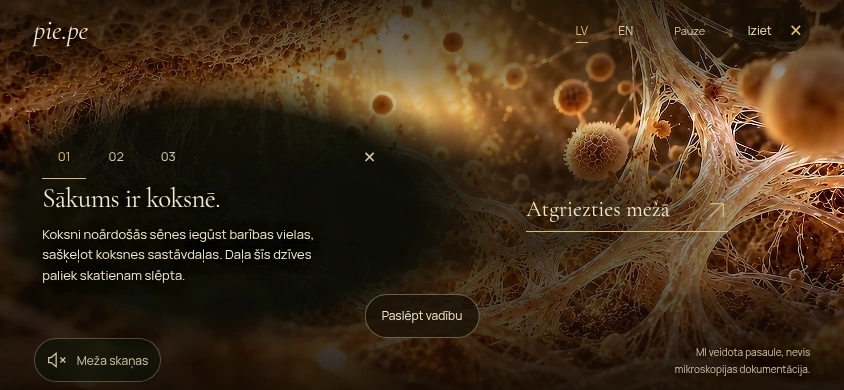 pie.pe
LV EN Pauze Iziet ×
01 02 03 ×
Sākums ir koksnē.
Koksni noārdošās sēnes iegūst barības vielas,
sašķeļot koksnes sastāvdaļas. Daļa šīs dzīves
paliek skatienam slēpta.
Atgriezties mežā
Paslēpt vadību
Meža skaņas
MI veidota pasaule, nevis
mikroskopijas dokumentācija.